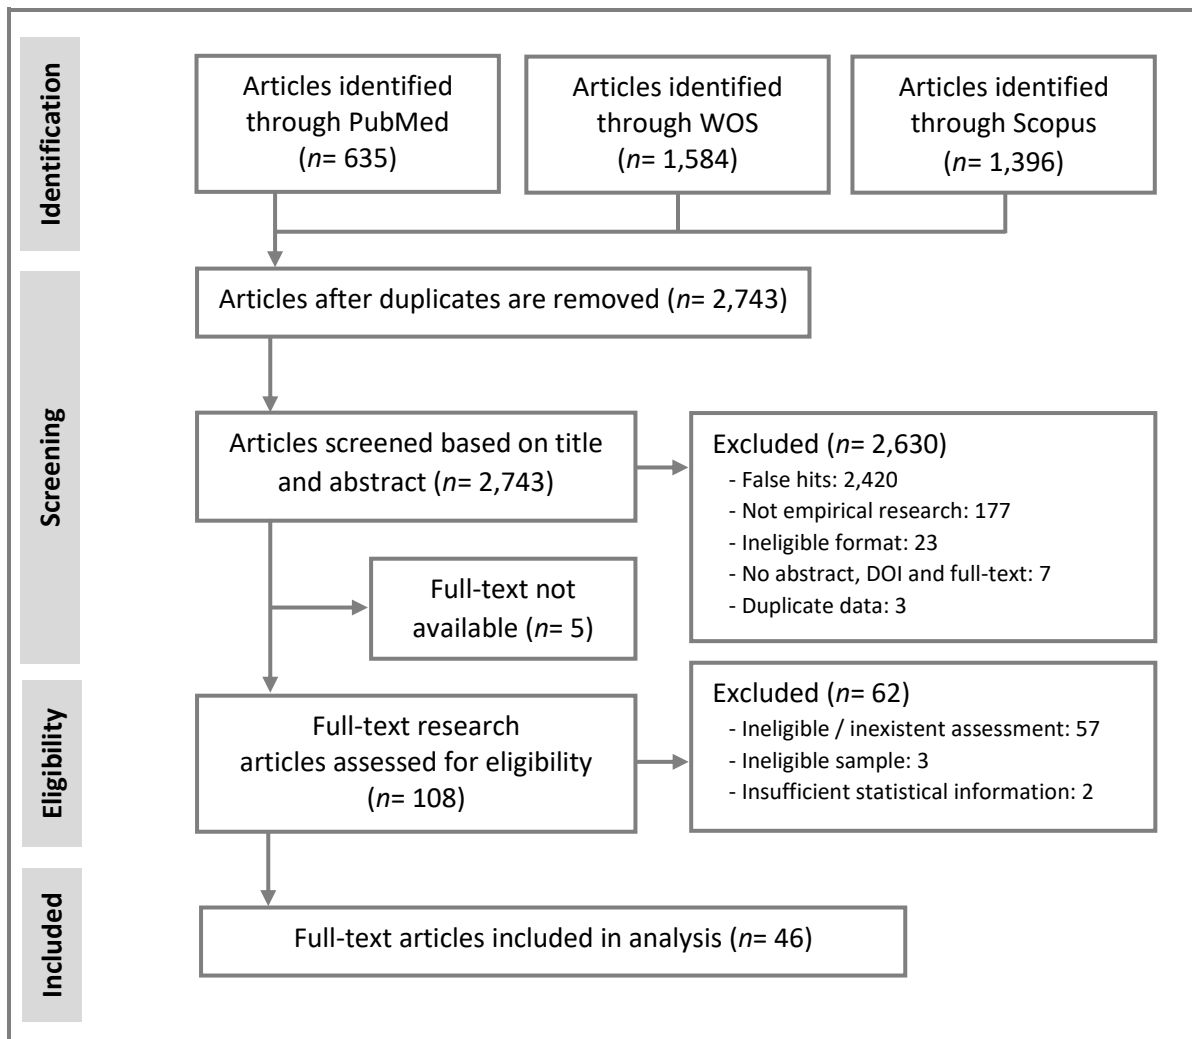 Identification
Articles identified
through PubMed
(n= 635)
Articles identified
through WOS
(n= 1,584)
Articles identified
through Scopus
(n= 1,396)
Screening
Articles after duplicates are removed (n= 2,743)
Articles screened based on title
and abstract (n= 2,743)
Excluded (n= 2,630)
- False hits: 2,420
- Not empirical research: 177
- Ineligible format: 23
- No abstract, DOI and full-text: 7
- Duplicate data: 3
Full-text not
available (n= 5)
Eligibility
Full-text research
articles assessed for eligibility
(n= 108)
Excluded (n= 62)
- Ineligible / inexistent assessment: 57
- Ineligible sample: 3
- Insufficient statistical information: 2
Included
Full-text articles included in analysis (n= 46)